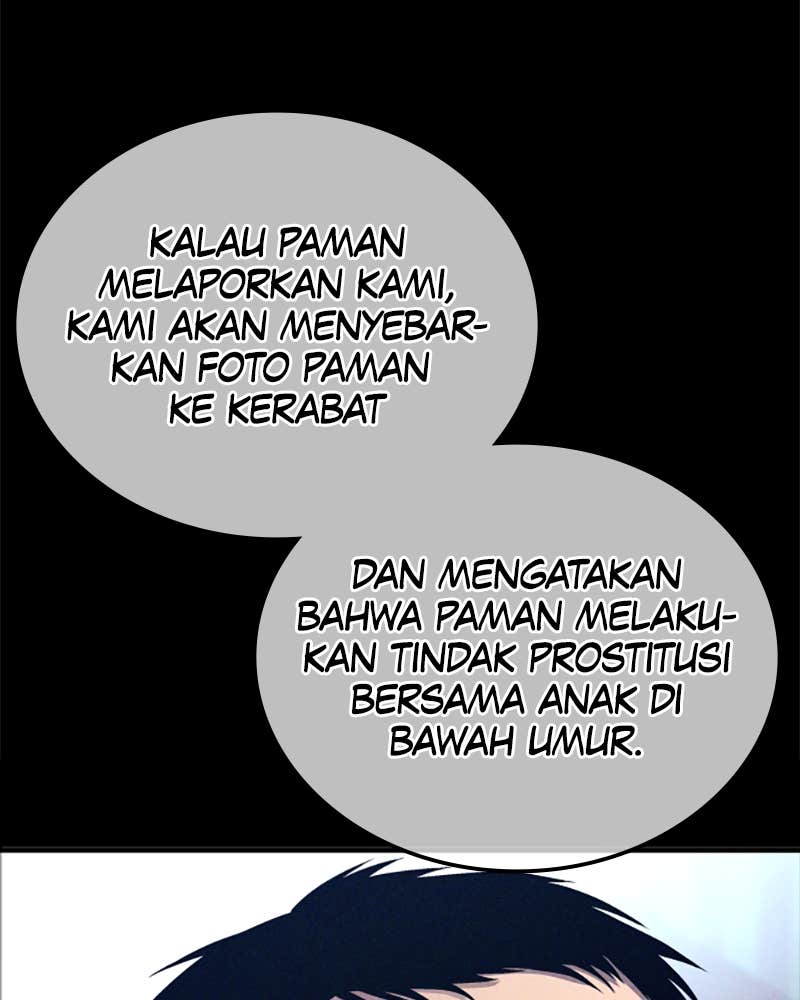 KALAU PAMAN
MELAPORKAN KAMI,
KAMI AKAN MENYEBAR-
KAN FOTO PAMAN
KE KERABAT
DAN MENGATAKAN
BAHWA PAMAN MELAKU-
KAN TINDAK PROSTITUSI
BERSAMA ANAK DI
BAWAH UMUR.